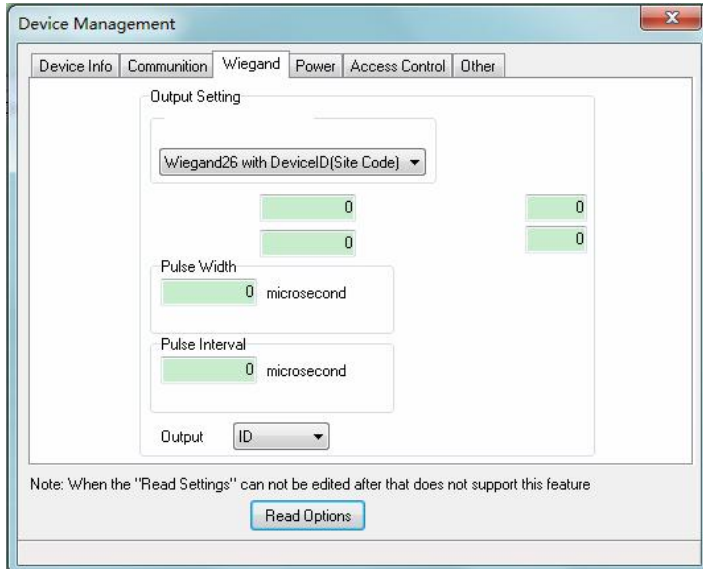 Device Management
Device Info Communition Wiegand Power Access Control Other
Output Setting
Wiegand26 with DeviceID(Site Code)
0 0
0 0
Pulse Width
0 microsecond
Pulse Interval
0 microsecond
Output ID
Note: When the "Read Settings" can not be edited after that does not support this feature
Read Options